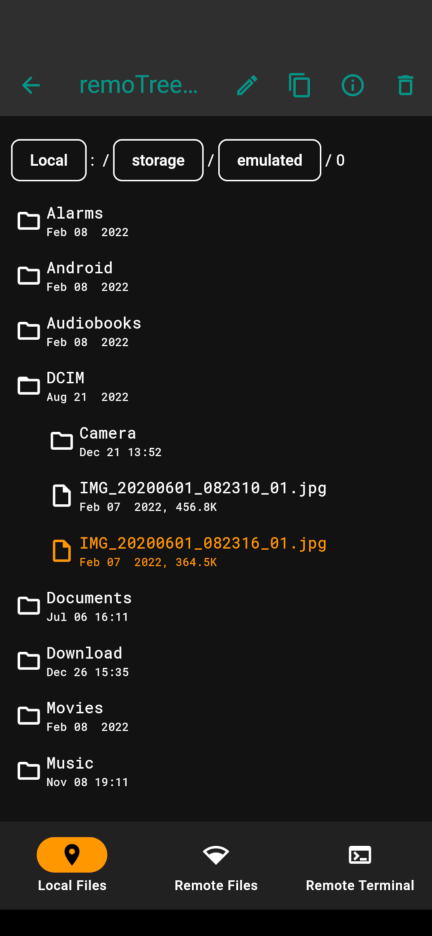 remoTree...
Local : / storage / emulated / 0
Alarms
Feb 08  2022
Android
Feb 08  2022
Audiobooks
Feb 08  2022
DCIM
Aug 21  2022
Camera
Dec 21 13:52
IMG_20200601_082310_01.jpg
Feb 07  2022, 456.8K
IMG_20200601_082316_01.jpg
Feb 07  2022, 364.5K
Documents
Jul 06 16:11
Download
Dec 26 15:35
Movies
Feb 08  2022
Music
Nov 08 19:11
Local Files
Remote Files
Remote Terminal